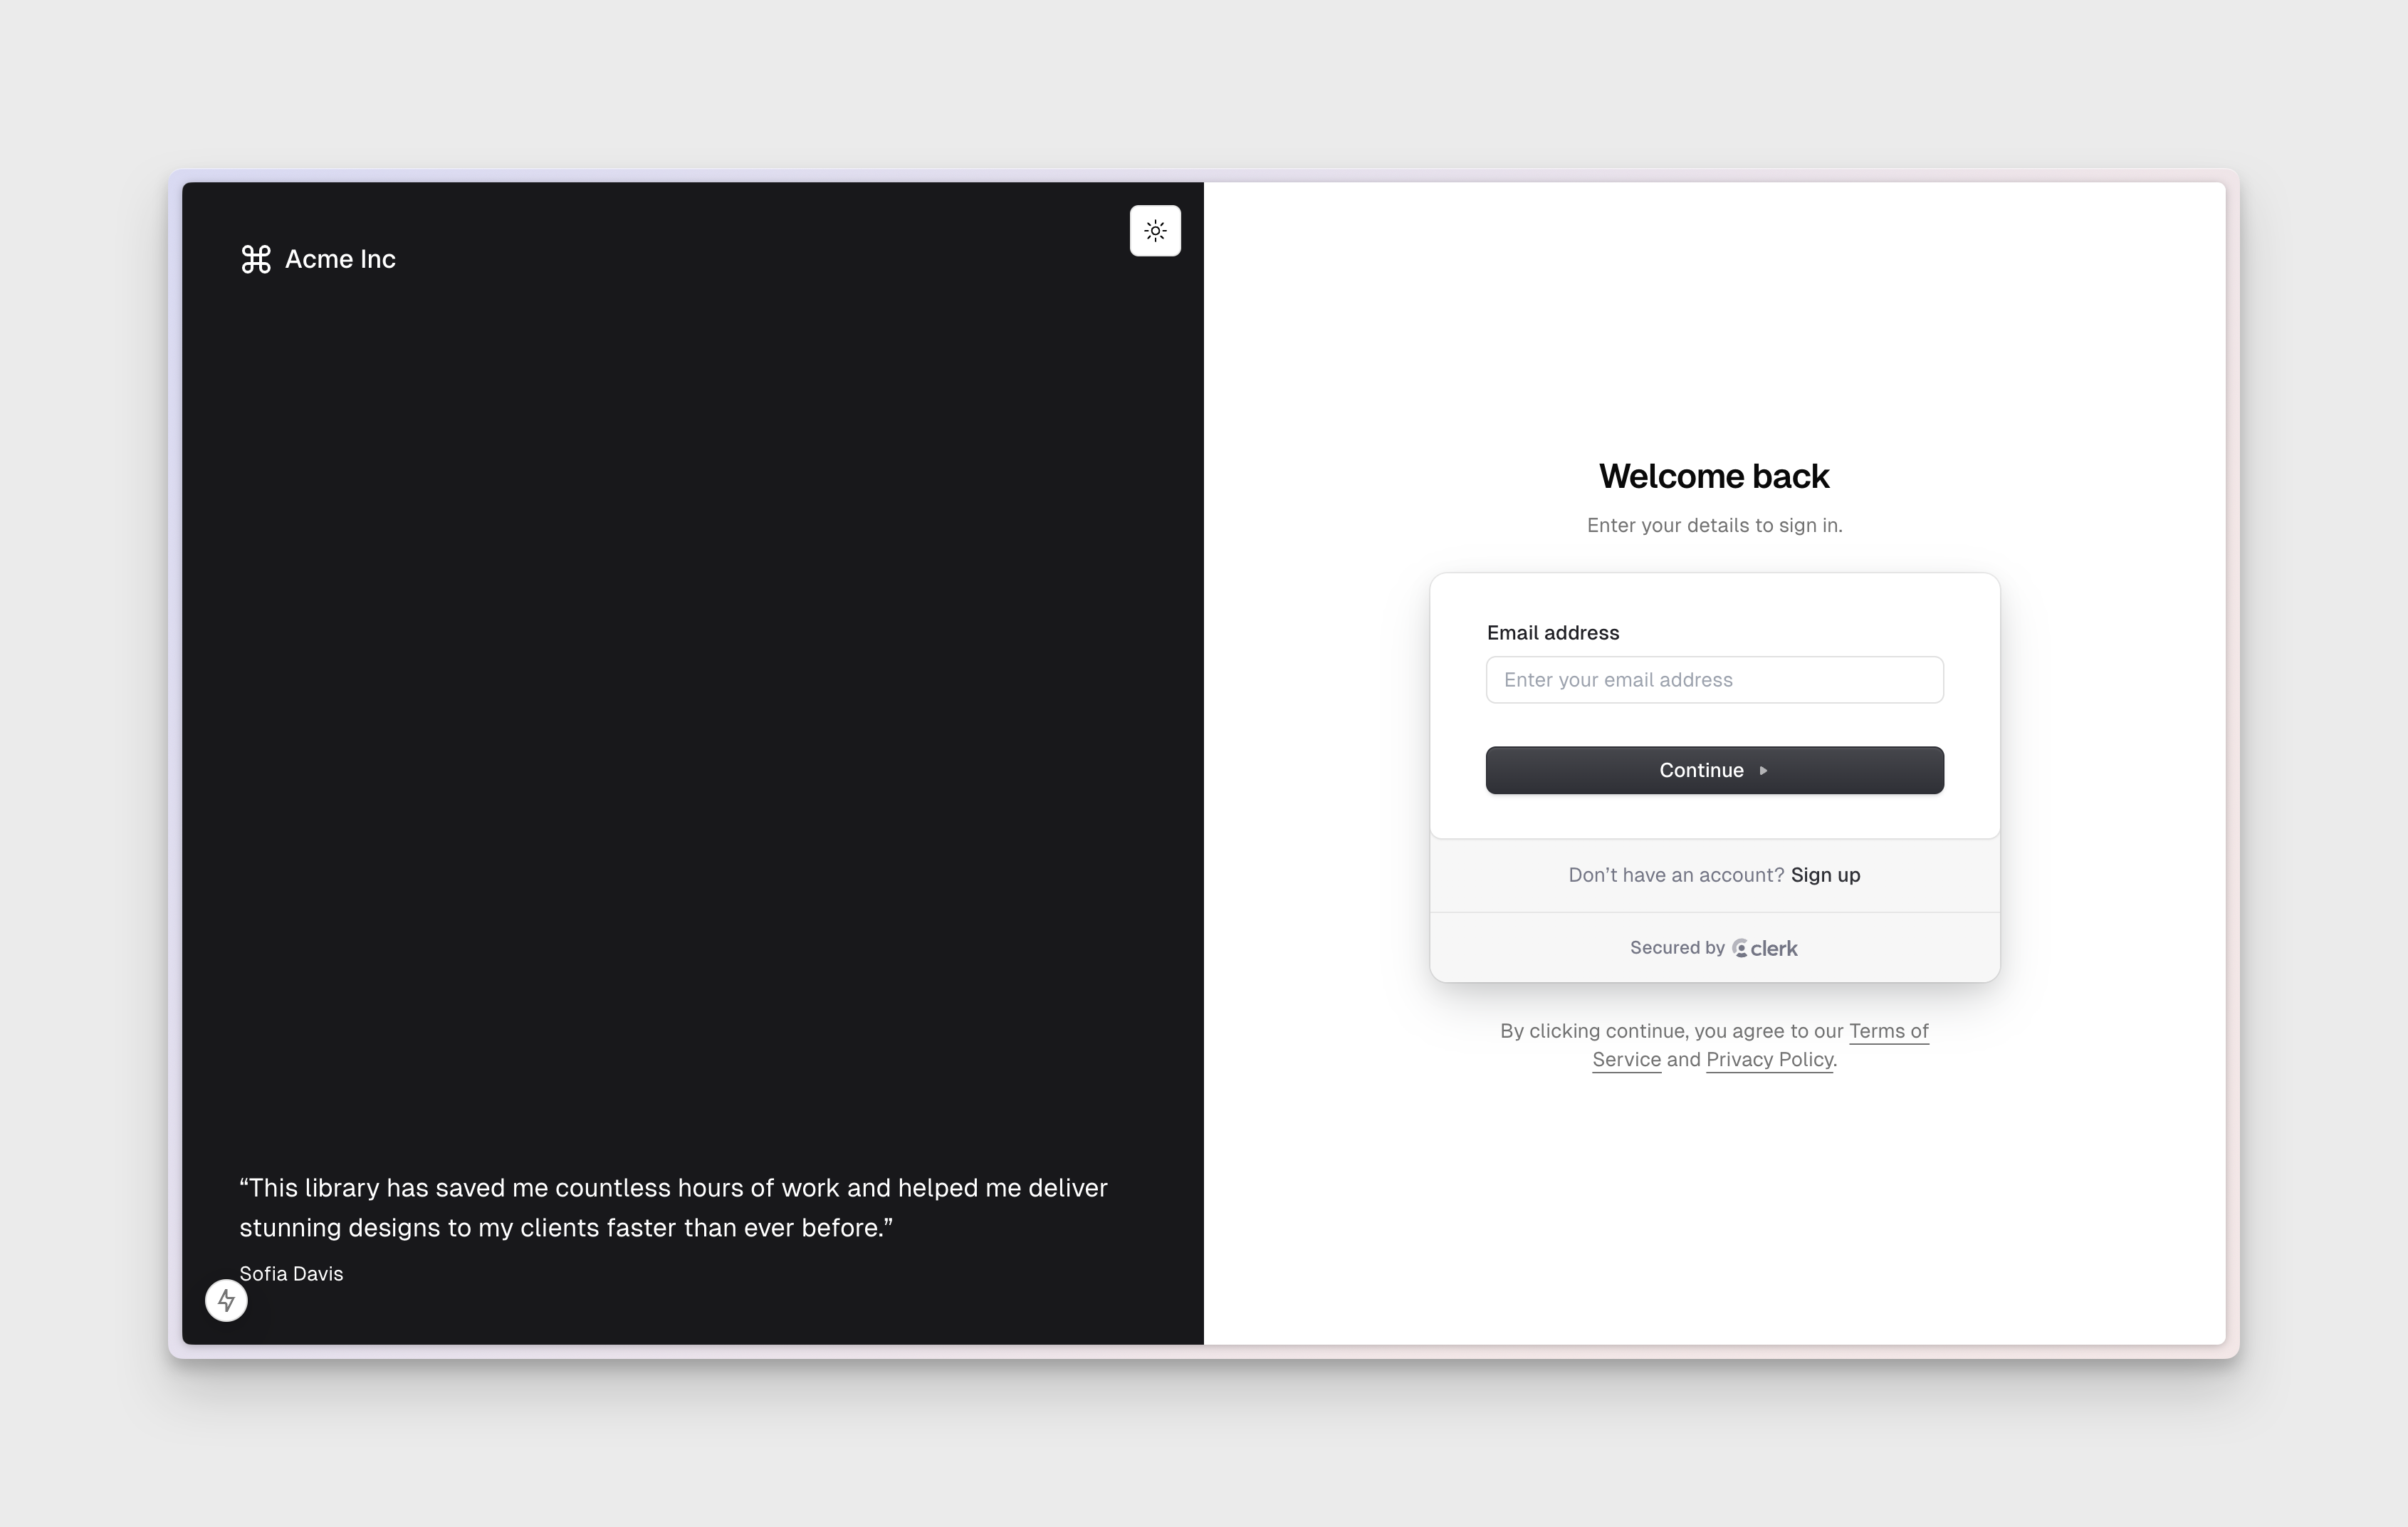 Acme Inc
“This library has saved me countless hours of work and helped me deliver
stunning designs to my clients faster than ever before.”
Sofia Davis
Welcome back
Enter your details to sign in.
Email address
Enter your email address
Continue
Don’t have an account? Sign up
Secured by clerk
By clicking continue, you agree to our Terms of
Service and Privacy Policy.